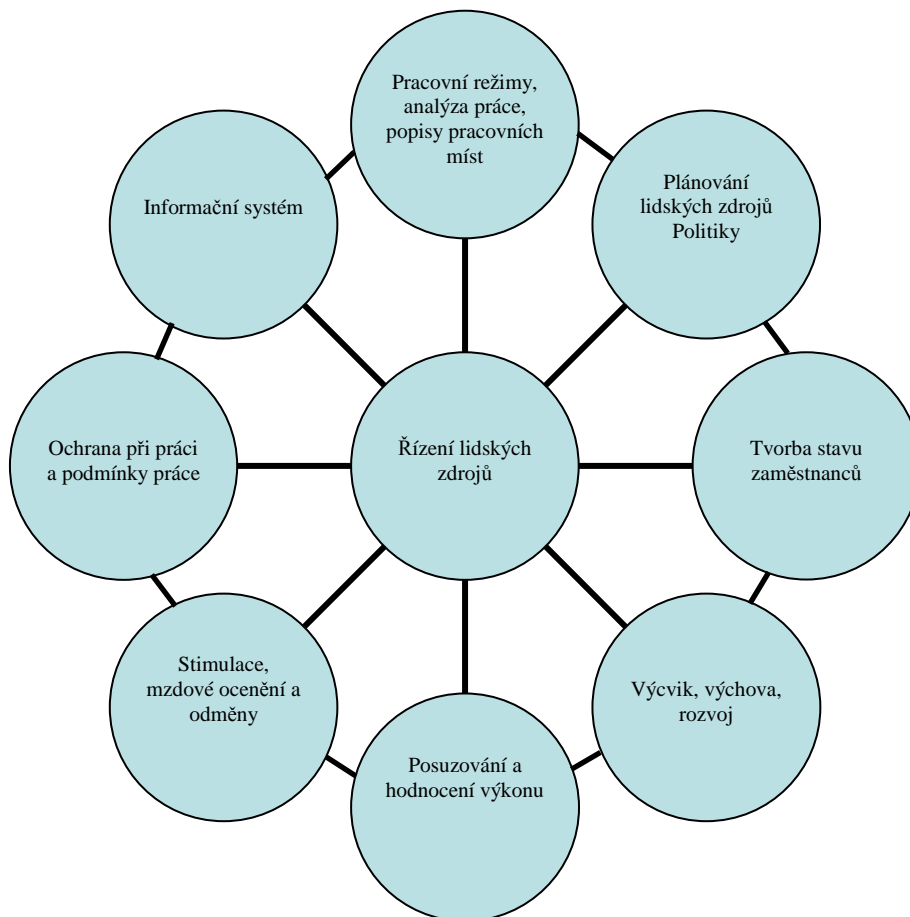 Pracovní režimy,
analýza práce,
popisy pracovních
míst
Informační systém
Plánování
lidských zdrojů
Politiky
Ochrana při práci
a podmínky práce
Řízení lidských
zdrojů
Tvorba stavu
zaměstnanců
Stimulace,
mzdové ocenění a
odměny
Výcvik, výchova,
rozvoj
Posuzování a
hodnocení výkonu